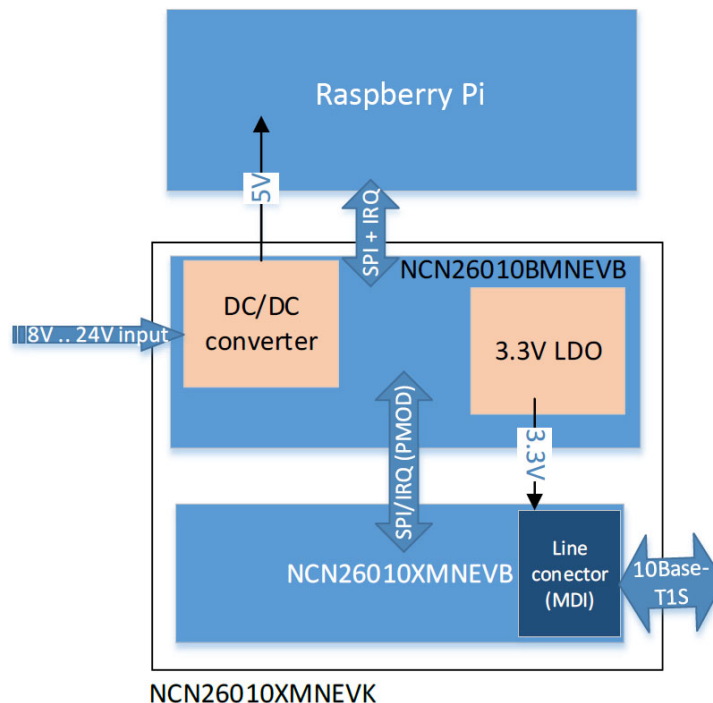 Raspberry Pi
5V
SPI + IRQ
NCN26010BMNEVB
DC/DC
converter
8V .. 24V input
3.3V LDO
3.3V
SPI/IRQ (PMOD)
NCN26010XMNEVB
Line
conector
(MDI)
10Base-
T1S
NCN26010XMNEVK